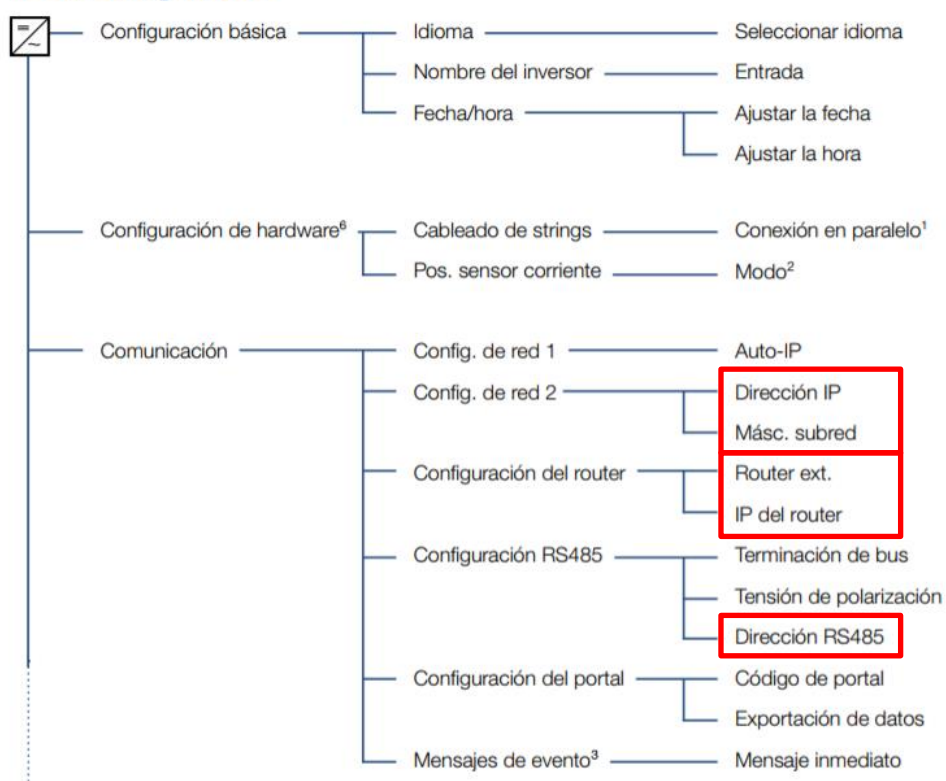 Configuración básica Idioma Seleccionar idioma
Nombre del inversor Entrada
Fecha/hora Ajustar la fecha
Ajustar la hora
Configuración de hardware⁶ Cableado de strings Conexión en paralelo¹
Pos. sensor corriente Modo²
Comunicación Config. de red 1 Auto-IP
Config. de red 2 Dirección IP
Másc. subred
Configuración del router Router ext.
IP del router
Configuración RS485 Terminación de bus
Tensión de polarización
Dirección RS485
Configuración del portal Código de portal
Exportación de datos
Mensajes de evento³ Mensaje inmediato